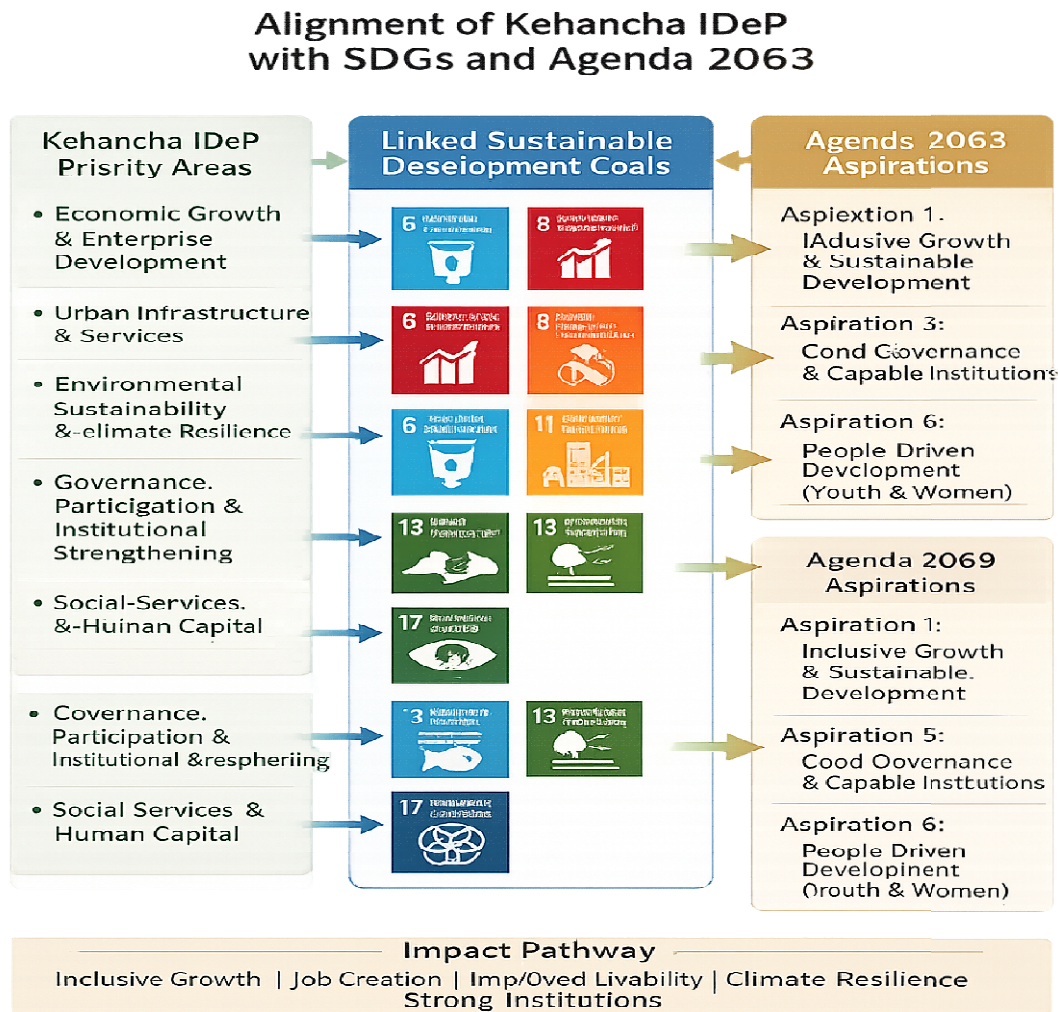 Alignment of Kehancha IDeP
with SDGs and Agenda 2063
Kehancha IDeP
Prisrity Areas
• Economic Growth
& Enterprise
Development
• Urban Infrastructure
& Services
• Environmental
Sustainability
&-elimate Resilience
• Governance.
Particigation &
Institutional
Strengthening
• Social-Services.
&-Huinan Capital
• Covernance.
Participation &
Institutional &respheriing
• Social Services &
Human Capital
Linked Sustainable
Deseiopment Coals
6
8
6
8
6
11
13
13
17
13
13
17
Agends 2063
Aspirations
Aspiextion 1.
IAdusive Growth
& Sustainable
Development
Aspiration 3:
Cond Governance
& Capable Institutions
Aspiration 6:
People Driven
Devclopment
(Youth & Women)
Agenda 2069
Aspirations
Aspiration 1:
Inclusive Growth
& Sustainable.
Development
Aspiration 5:
Cood Oovernance
& Capable Insttutions
Aspiration 6:
People Driven
Developinent
(Irouth & Women)
Impact Pathway
Inclusive Growth | Job Creation | Imp/0ved Livability | Climate Resilience
Strong Institutions